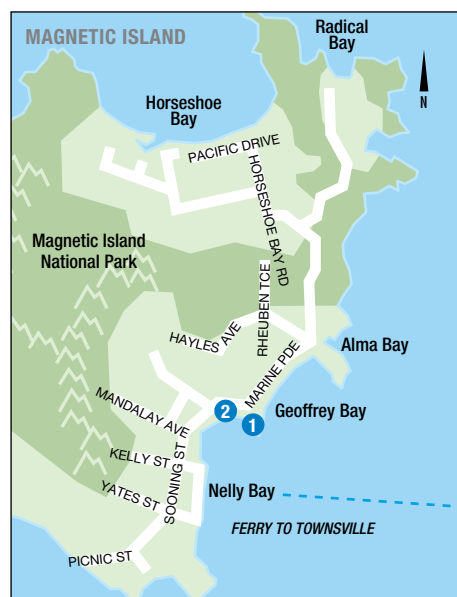 MAGNETIC ISLAND
Radical
Bay
N
Horseshoe
Bay
PACIFIC DRIVE
HORSESHOE BAY RD
Magnetic Island
National Park
RHEUBEN TCE
HAYLES AVE
MARINE PDE
Alma Bay
MANDALAY AVE
2
1
Geoffrey Bay
KELLY ST
SOONING ST
YATES ST
Nelly Bay
FERRY TO TOWNSVILLE
PICNIC ST